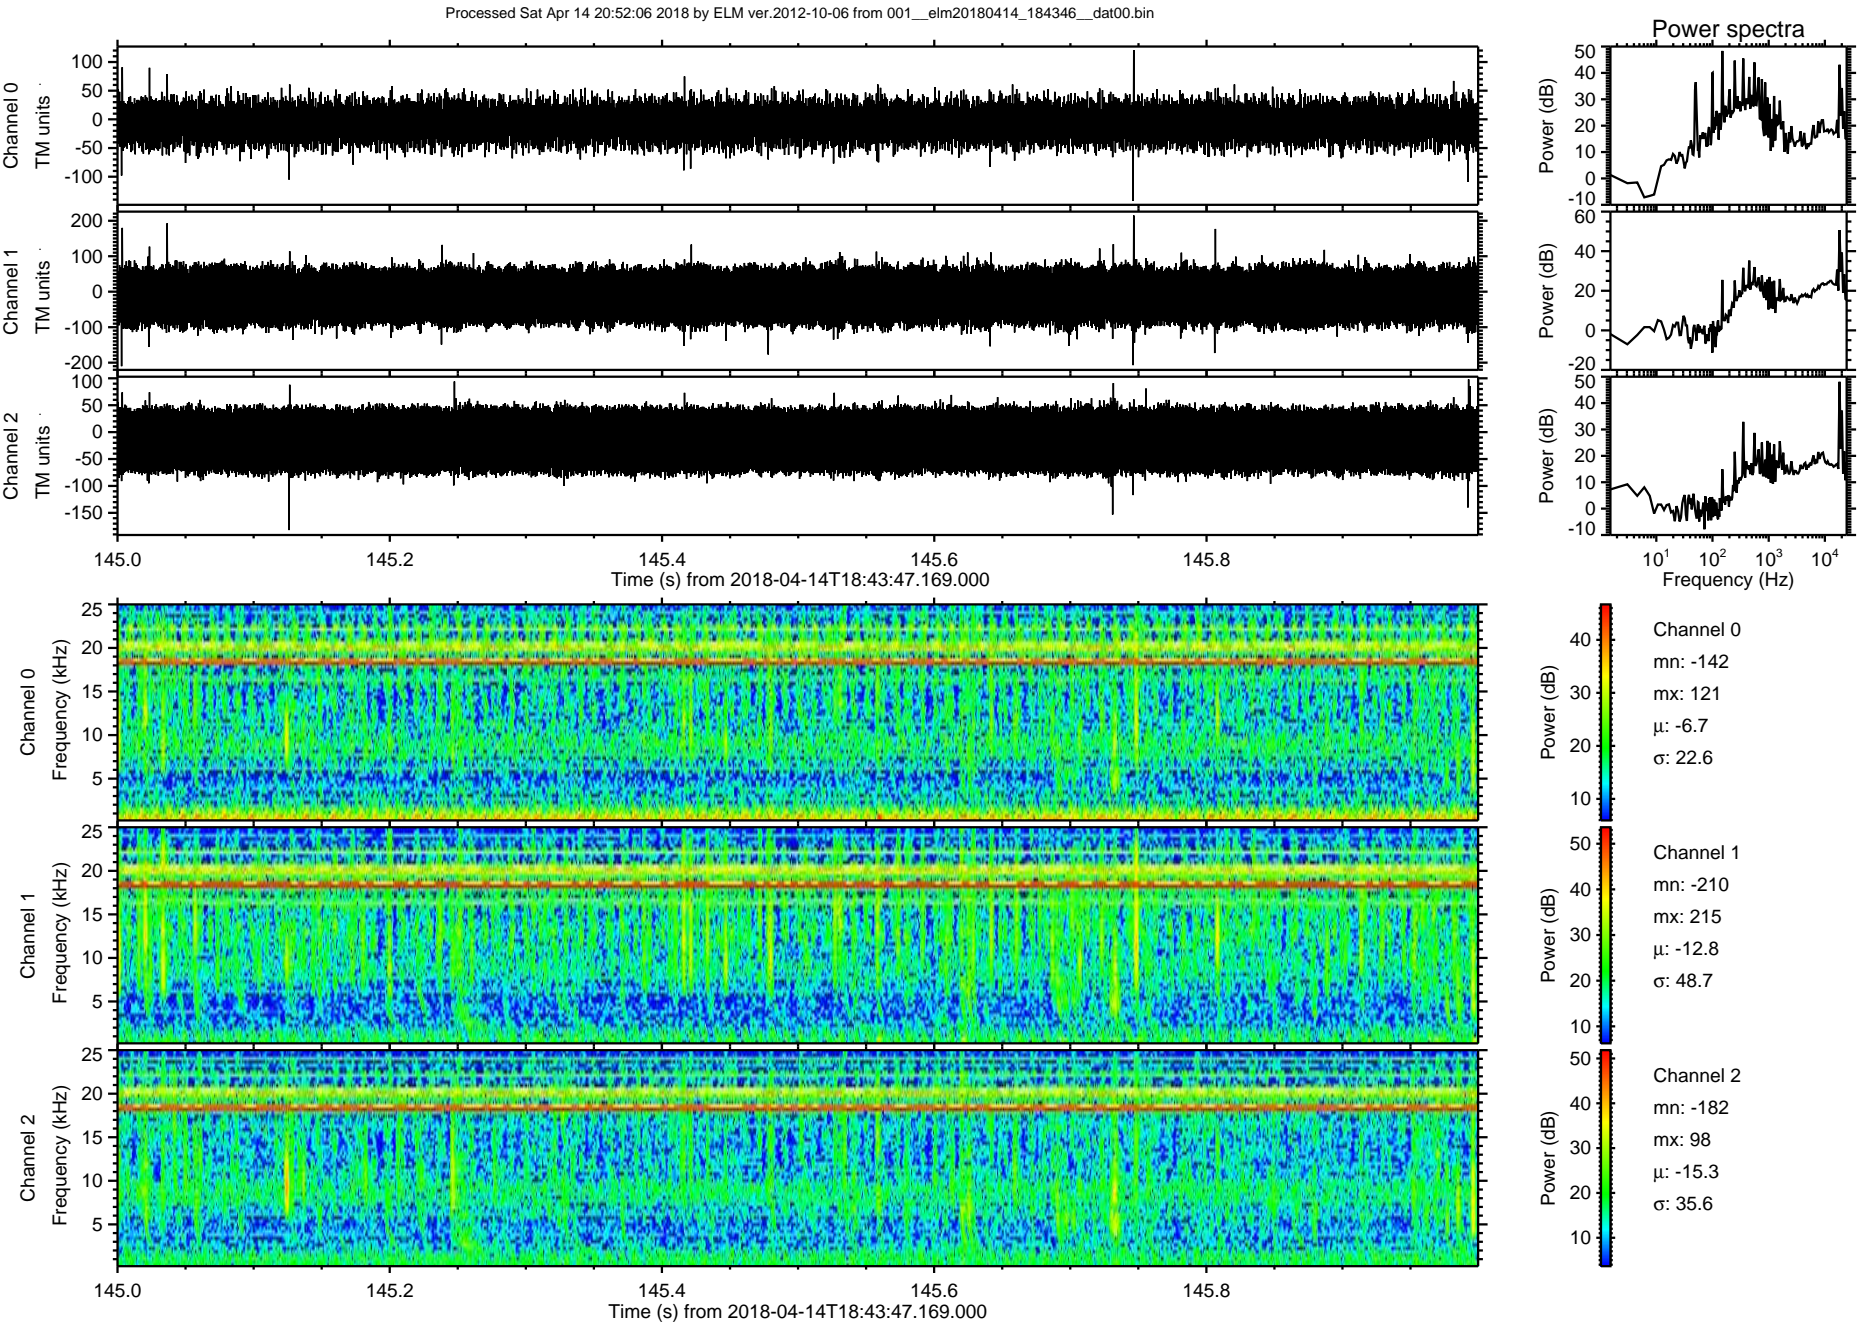 Processed Sat Apr 14 20:52:06 2018 by ELM ver.2012-10-06 from 001__elm20180414_184346__dat00.bin
Power spectra
Channel 0
TM units
100
50
0
-50
-100
Power (dB)
50
40
30
20
10
0
-10
Channel 1
TM units
200
100
0
-100
-200
Power (dB)
60
40
20
0
-20
Channel 2
TM units
100
50
0
-50
-100
-150
Power (dB)
50
40
30
20
10
0
-10
145.0 145.2 145.4 145.6 145.8
Time (s) from 2018-04-14T18:43:47.169.000
10¹ 10² 10³ 10⁴
Frequency (Hz)
Channel 0
Frequency (kHz)
25
20
15
10
5
Power (dB)
40
30
20
10
Channel 0
mn: -142
mx: 121
μ: -6.7
σ: 22.6
Channel 1
Frequency (kHz)
25
20
15
10
5
Power (dB)
50
40
30
20
10
Channel 1
mn: -210
mx: 215
μ: -12.8
σ: 48.7
Channel 2
Frequency (kHz)
25
20
15
10
5
Power (dB)
50
40
30
20
10
Channel 2
mn: -182
mx: 98
μ: -15.3
σ: 35.6
145.0 145.2 145.4 145.6 145.8
Time (s) from 2018-04-14T18:43:47.169.000